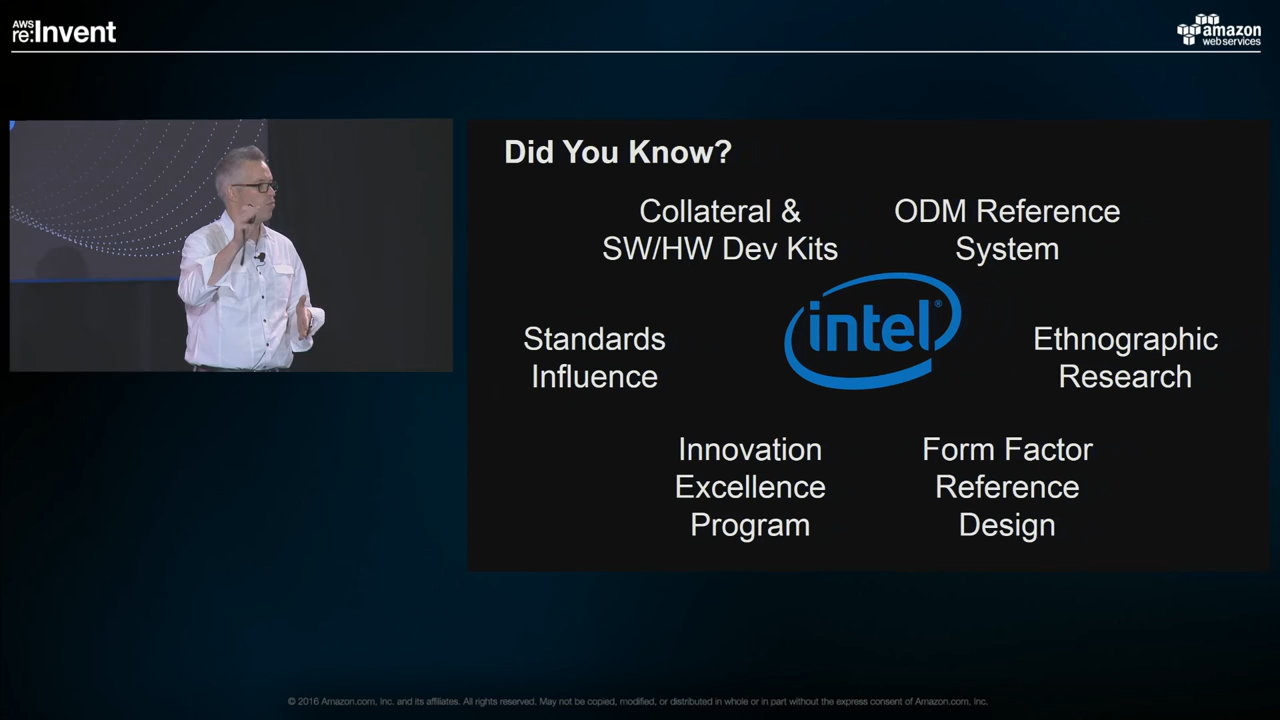 AWS
re:Invent
amazon
web services
Did You Know?
Collateral &
SW/HW Dev Kits
ODM Reference
System
intel®
Standards
Influence
Ethnographic
Research
Innovation
Excellence
Program
Form Factor
Reference
Design
© 2016 Amazon.com, Inc. and its affiliates. All rights reserved. May not be copied, modified, or distributed in whole or in part without the express consent of Amazon.com, Inc.